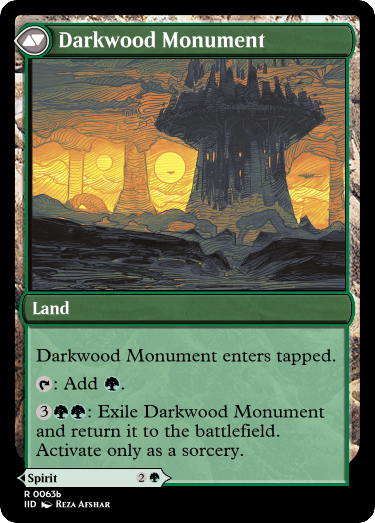 Darkwood Monument
Land
Darkwood Monument enters tapped.
: Add .
3: Exile Darkwood Monument
and return it to the battlefield.
Activate only as a sorcery.
Spirit 2
R 0063b
IID Reza Afshar